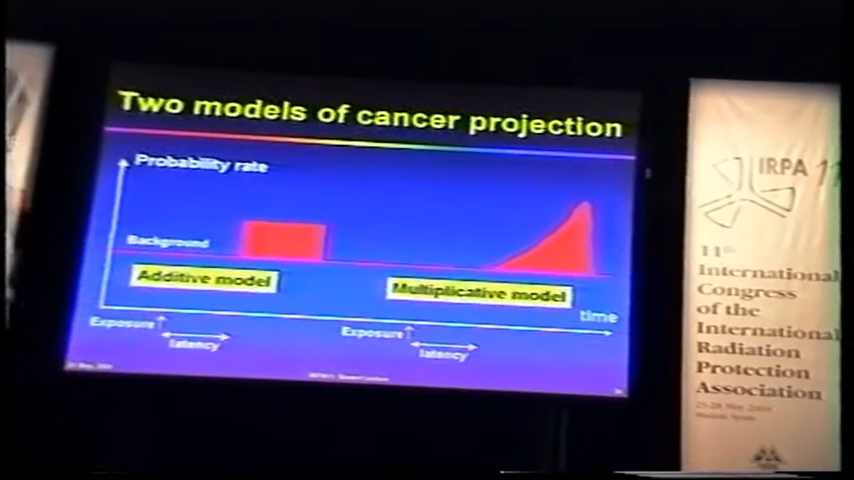 Two models of cancer projection
Probability rate
Background
Additive model
Multiplicative model
time
Exposure
latency
Exposure
latency
IRPA 11
11th
International
Congress
of the
International
Radiation
Protection
Association